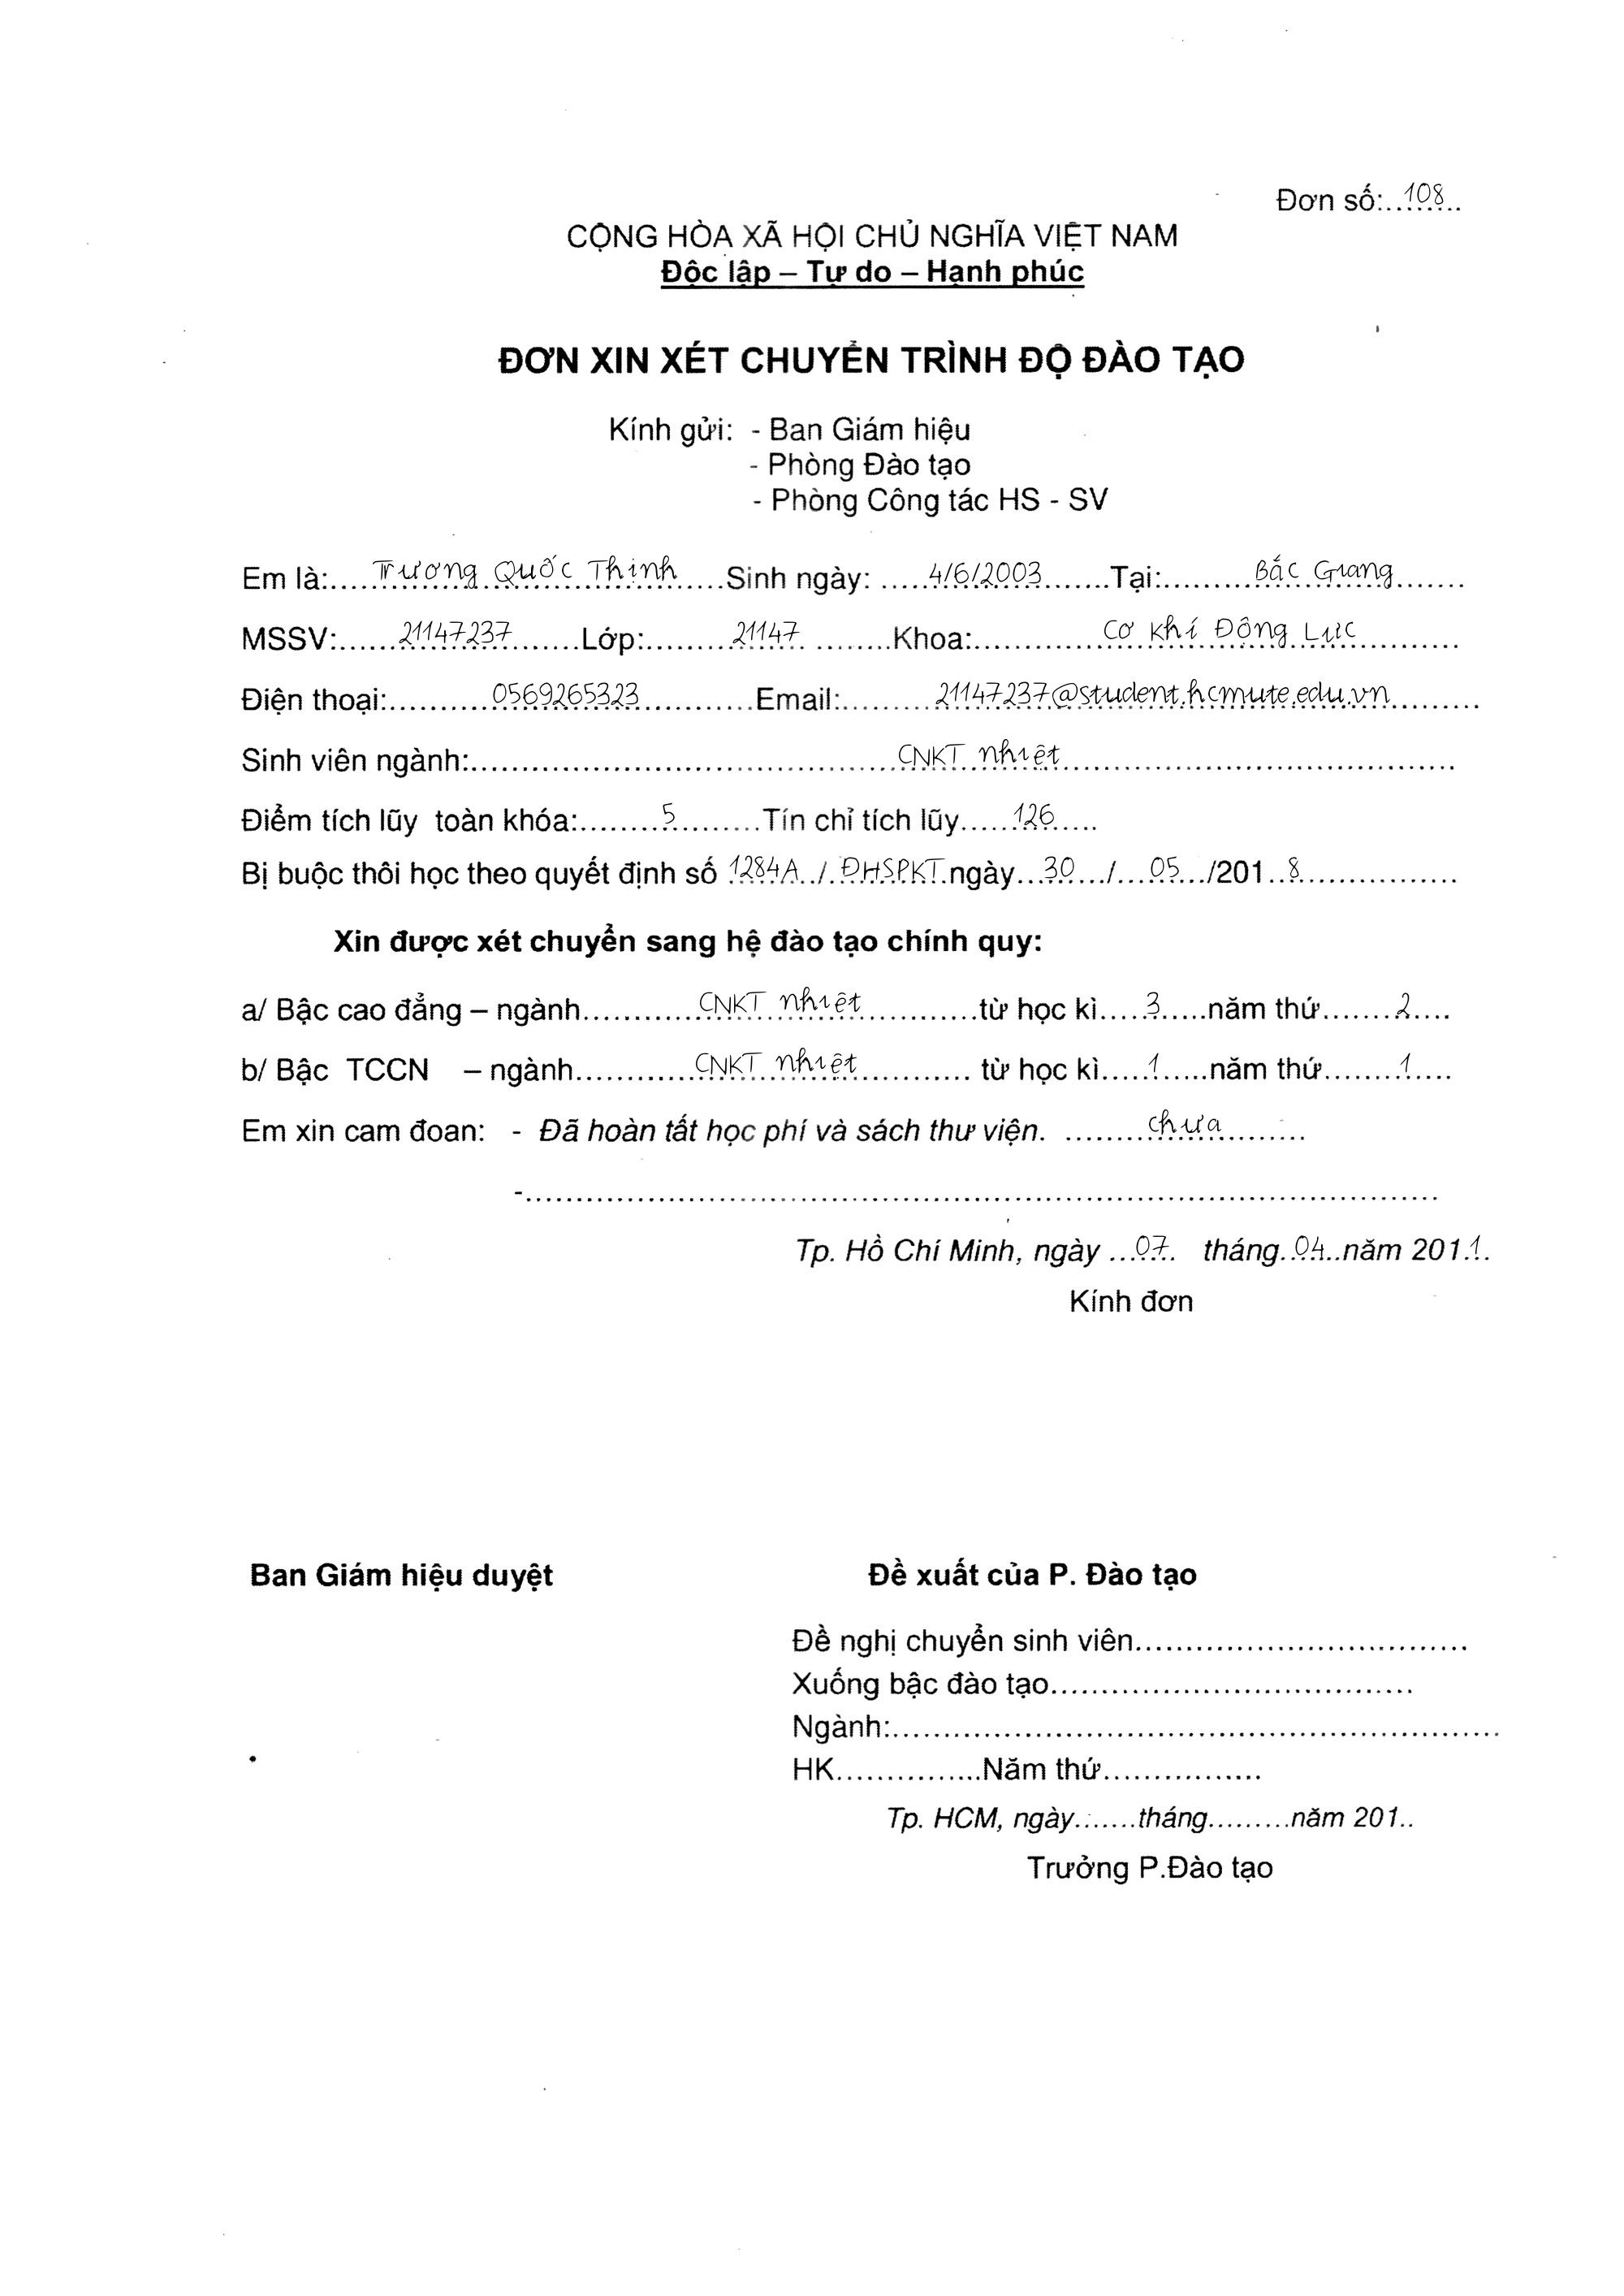 Đơn số:..108..
CỘNG HÒA XÃ HỘI CHỦ NGHĨA VIỆT NAM
Độc lập – Tự do – Hạnh phúc
ĐƠN XIN XÉT CHUYỂN TRÌNH ĐỘ ĐÀO TẠO
Kính gửi: - Ban Giám hiệu
- Phòng Đào tạo
- Phòng Công tác HS - SV
Em là:....Trương Quốc Thịnh.....Sinh ngày: .....4/6/2003.......Tại:.........Bắc Giang.......
MSSV:......21147237.......Lớp:.........21147 ........Khoa:.............Cơ Khí Động Lực..........
Điện thoại:..........0569265323...........Email:.........21147237@student.hcmute.edu.vn.........
Sinh viên ngành:..........................................CNKT nhiệt.......................................
Điểm tích lũy toàn khóa:........5........Tín chỉ tích lũy.....126.....
Bị buộc thôi học theo quyết định số 1284A../.ĐHSPKT.ngày...30.../....05.../201..8................
Xin được xét chuyển sang hệ đào tạo chính quy:
a/ Bậc cao đẳng – ngành............CNKT nhiệt............từ học kì.....3.....năm thứ.......2....
b/ Bậc TCCN – ngành............CNKT nhiệt........... từ học kì.....1.....năm thứ........1....
Em xin cam đoan: - Đã hoàn tất học phí và sách thư viện. .........chưa.........
-..........................................................................................
Tp. Hồ Chí Minh, ngày ...07. tháng..04..năm 2011.
Kính đơn
Ban Giám hiệu duyệt
Đề xuất của P. Đào tạo
Đề nghị chuyển sinh viên.................................
Xuống bậc đào tạo....................................
Ngành:............................................................
HK...............Năm thứ................
Tp. HCM, ngày.......tháng.........năm 201..
Trưởng P.Đào tạo